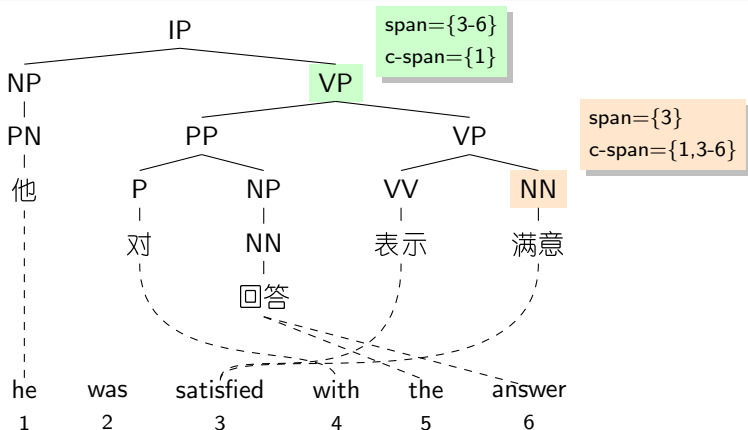 IP
span={3-6}
c-span={1}
NP VP
PN PP VP
span={3}
c-span={1,3-6}
他 P NP VV NN
对 NN 表示 满意
回答
he was satisfied with the answer
1 2 3 4 5 6